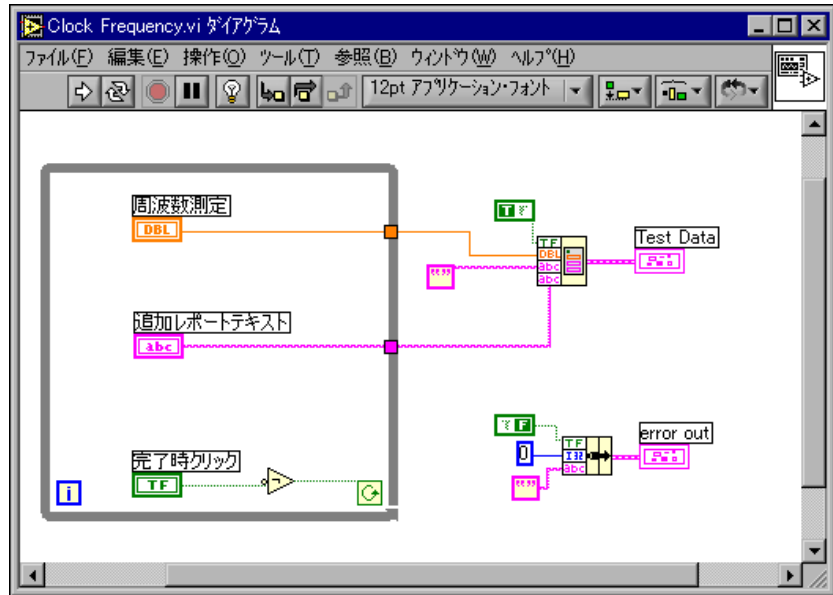 Clock Frequency.vi ﾀﾞｲｱｸﾞﾗﾑ
ファイル(F) 編集(E) 操作(O) ツール(T) 参照(B) ｳｨﾝﾄﾞｳ(W) ﾍﾙﾌﾟ(H)
12pt ｱﾌﾟﾘｹｰｼｮﾝ・ﾌｫﾝﾄ
周波数測定
DBL
T
TF
DBL
abc
abc
Test Data
追加レポートテキスト
abc
完了時クリック
TF
i
F
0
TF
I32
abc
error out